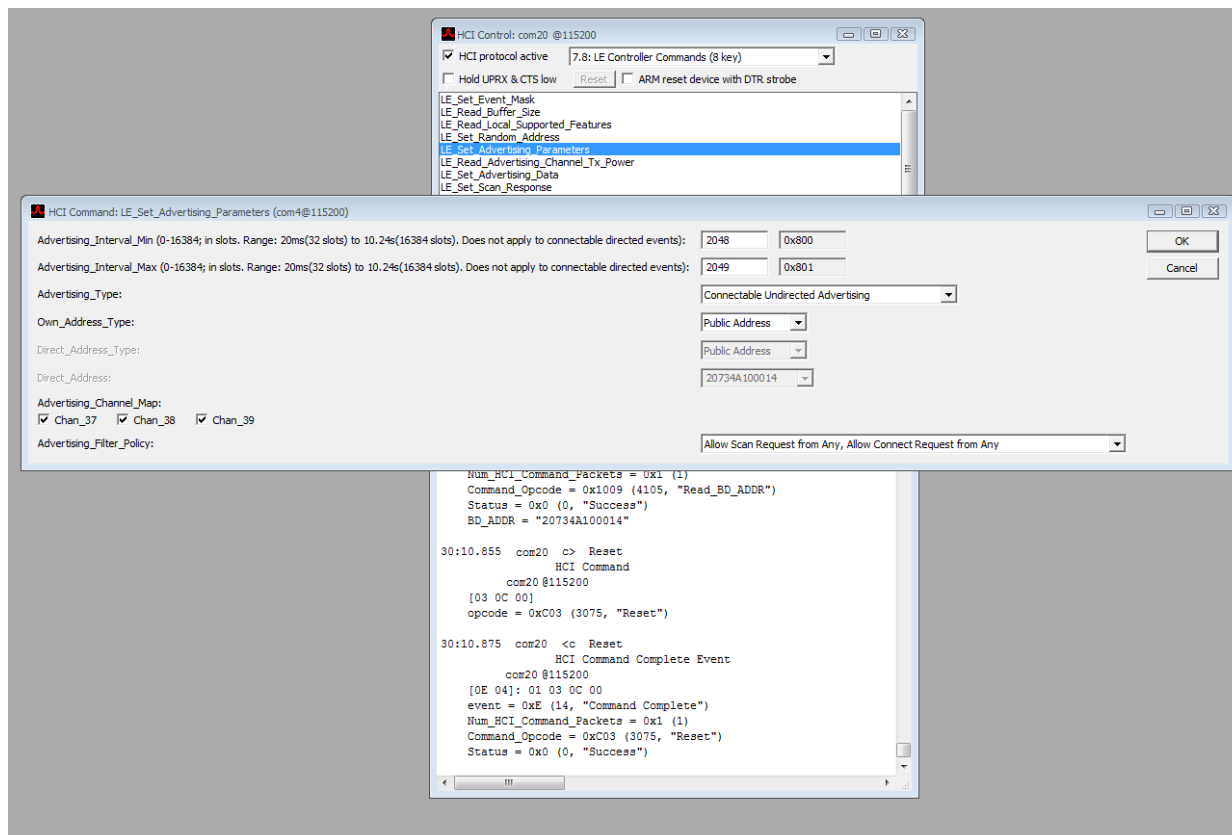 HCI Control: com20 @115200
HCI protocol active 7.8: LE Controller Commands (8 key)
Hold UPRX & CTS low Reset ARM reset device with DTR strobe
LE_Set_Event_Mask
LE_Read_Buffer_Size
LE_Read_Local_Supported_Features
LE_Set_Random_Address
LE_Set_Advertising_Parameters
LE_Read_Advertising_Channel_Tx_Power
LE_Set_Advertising_Data
LE_Set_Scan_Response
HCI Command: LE_Set_Advertising_Parameters (com4@115200)
Advertising_Interval_Min (0-16384; in slots. Range: 20ms(32 slots) to 10.24s(16384 slots). Does not apply to connectable directed events): 2048 0x800 OK
Advertising_Interval_Max (0-16384; in slots. Range: 20ms(32 slots) to 10.24s(16384 slots). Does not apply to connectable directed events): 2049 0x801 Cancel
Advertising_Type: Connectable Undirected Advertising
Own_Address_Type: Public Address
Direct_Address_Type: Public Address
Direct_Address: 20734A100014
Advertising_Channel_Map:
Chan_37 Chan_38 Chan_39
Advertising_Filter_Policy: Allow Scan Request from Any, Allow Connect Request from Any
Num_HCI_Command_Packets = 0x1 (1)
Command_Opcode = 0x1009 (4105, "Read_BD_ADDR")
Status = 0x0 (0, "Success")
BD_ADDR = "20734A100014"
30:10.855 com20 c> Reset
HCI Command
com20@115200
[03 0C 00]
opcode = 0xC03 (3075, "Reset")
30:10.875 com20 <c Reset
HCI Command Complete Event
com20@115200
[0E 04]: 01 03 0C 00
event = 0xE (14, "Command Complete")
Num_HCI_Command_Packets = 0x1 (1)
Command_Opcode = 0xC03 (3075, "Reset")
Status = 0x0 (0, "Success")